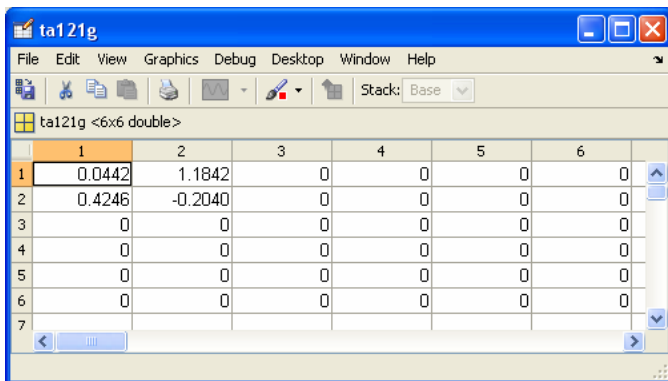 ta121g
File Edit View Graphics Debug Desktop Window Help
Stack: Base
ta121g <6x6 double>
1 2 3 4 5 6
1 0.0442 1.1842 0 0 0 0
2 0.4246 -0.2040 0 0 0 0
3 0 0 0 0 0 0
4 0 0 0 0 0 0
5 0 0 0 0 0 0
6 0 0 0 0 0 0
7